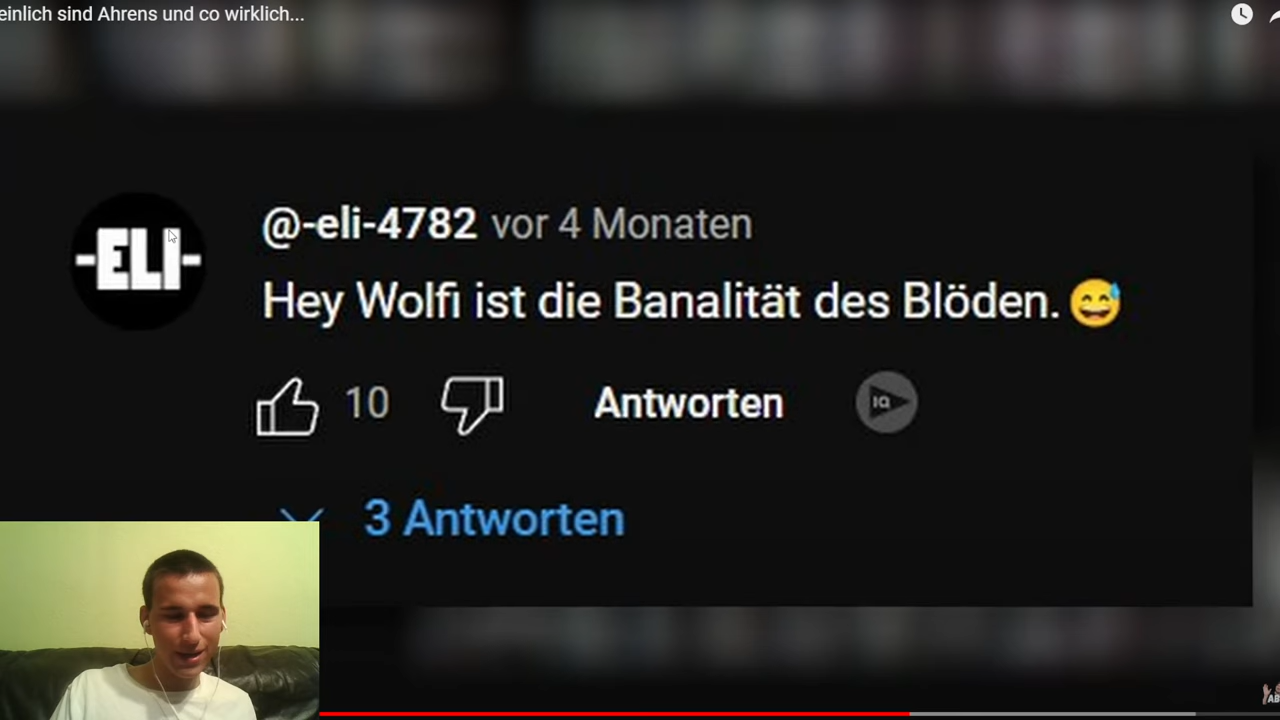 einlich sind Ahrens und co wirklich...
-ELI-
@-eli-4782 vor 4 Monaten
Hey Wolfi ist die Banalität des Blöden.😅
10 Antworten IQ
3 Antworten